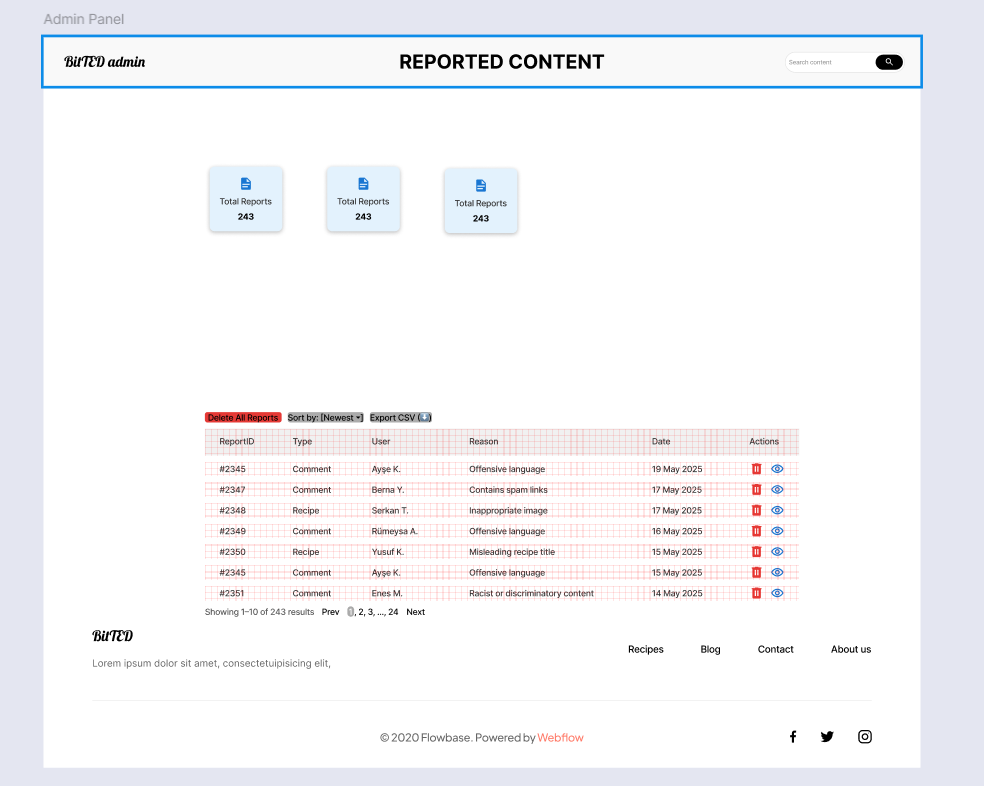 Admin Panel
BitTED admin
REPORTED CONTENT
Search content
Total Reports
243
Total Reports
243
Total Reports
243
Delete All Reports Sort by: [Newest ▾] Export CSV (⬇️)
ReportID Type User Reason Date Actions
#2345 Comment Ayşe K. Offensive language 19 May 2025
#2347 Comment Berna Y. Contains spam links 17 May 2025
#2348 Recipe Serkan T. Inappropriate image 17 May 2025
#2349 Comment Rümeysa A. Offensive language 16 May 2025
#2350 Recipe Yusuf K. Misleading recipe title 15 May 2025
#2345 Comment Ayşe K. Offensive language 15 May 2025
#2351 Comment Enes M. Racist or discriminatory content 14 May 2025
Showing 1–10 of 243 results Prev 1, 2, 3, ..., 24 Next
BitTED
Lorem ipsum dolor sit amet, consectetuipisicing elit,
Recipes Blog Contact About us
© 2020 Flowbase. Powered by Webflow